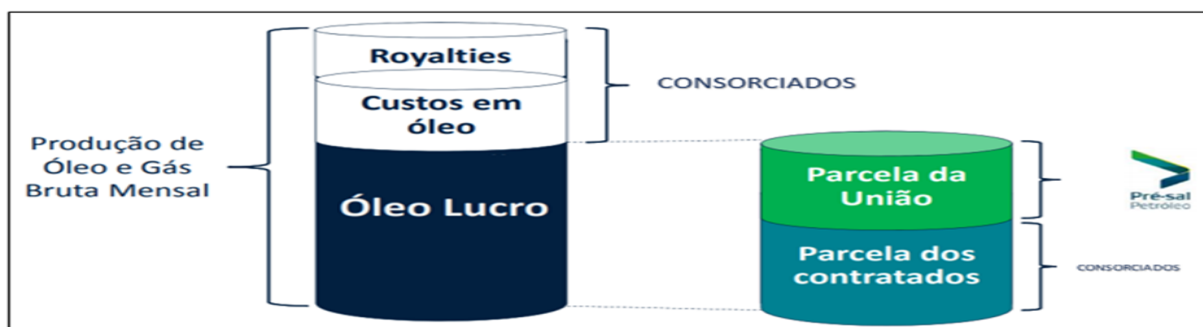 Royalties
Custos em
óleo
CONSORCIADOS
Produção de
Óleo e Gás
Bruta Mensal
Óleo Lucro
Parcela da
União
Parcela dos
contratados
Pré-sal
Petróleo
CONSORCIADOS